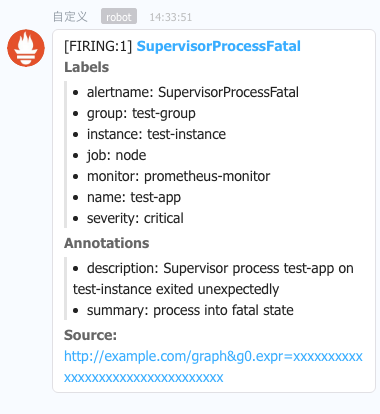 自定义 robot 14:33:51
[FIRING:1] SupervisorProcessFatal
Labels
• alertname: SupervisorProcessFatal
• group: test-group
• instance: test-instance
• job: node
• monitor: prometheus-monitor
• name: test-app
• severity: critical
Annotations
• description: Supervisor process test-app on
test-instance exited unexpectedly
• summary: process into fatal state
Source:
http://example.com/graph&g0.expr=xxxxxxxxxx
xxxxxxxxxxxxxxxxxxxxxxxx